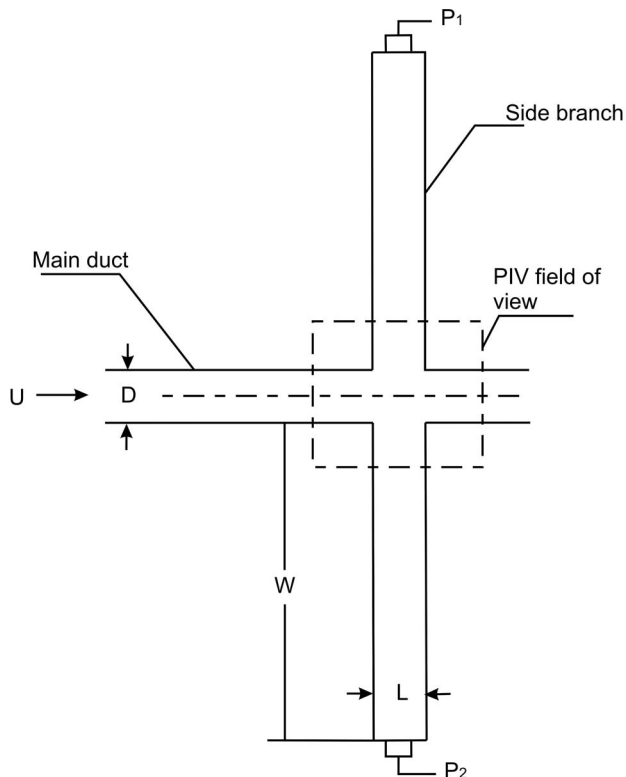 P₁
Side branch
Main duct
PIV field of
view
U
D
W
L
P₂